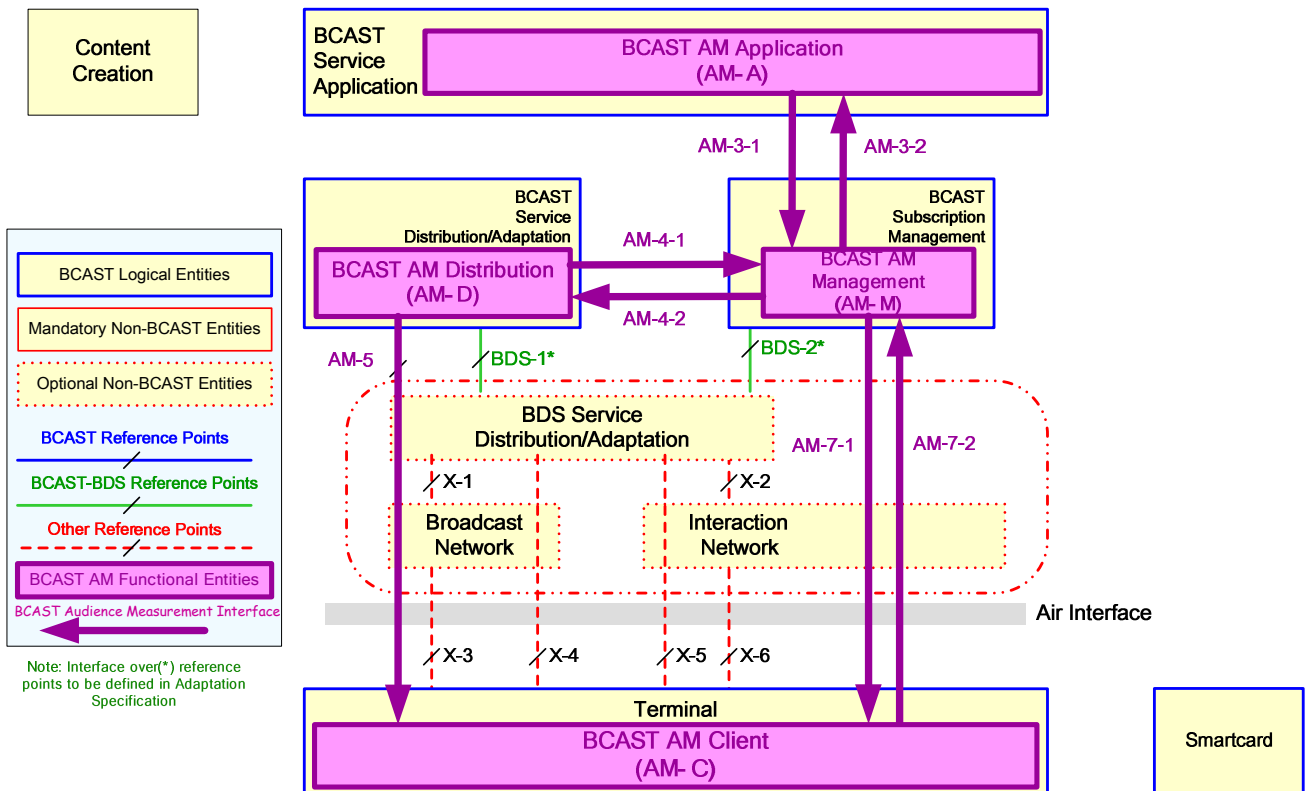 Content
Creation
BCAST
Service
Application
BCAST AM Application
(AM- A)
AM-3-1
AM-3-2
BCAST
Service
Distribution/Adaptation
BCAST AM Distribution
(AM- D)
AM-4-1
AM-4-2
BCAST
Subscription
Management
BCAST AM
Management
(AM- M)
BCAST Logical Entities
Mandatory Non-BCAST Entities
Optional Non-BCAST Entities
BCAST Reference Points
BCAST-BDS Reference Points
Other Reference Points
BCAST AM Functional Entities
BCAST Audience Measurement Interface
Note: Interface over(*) reference
points to be defined in Adaptation
Specification
AM-5
BDS-1*
BDS-2*
BDS Service
Distribution/Adaptation
AM-7-1
AM-7-2
X-1
X-2
Broadcast
Network
Interaction
Network
Air Interface
X-3
X-4
X-5
X-6
Terminal
BCAST AM Client
(AM- C)
Smartcard